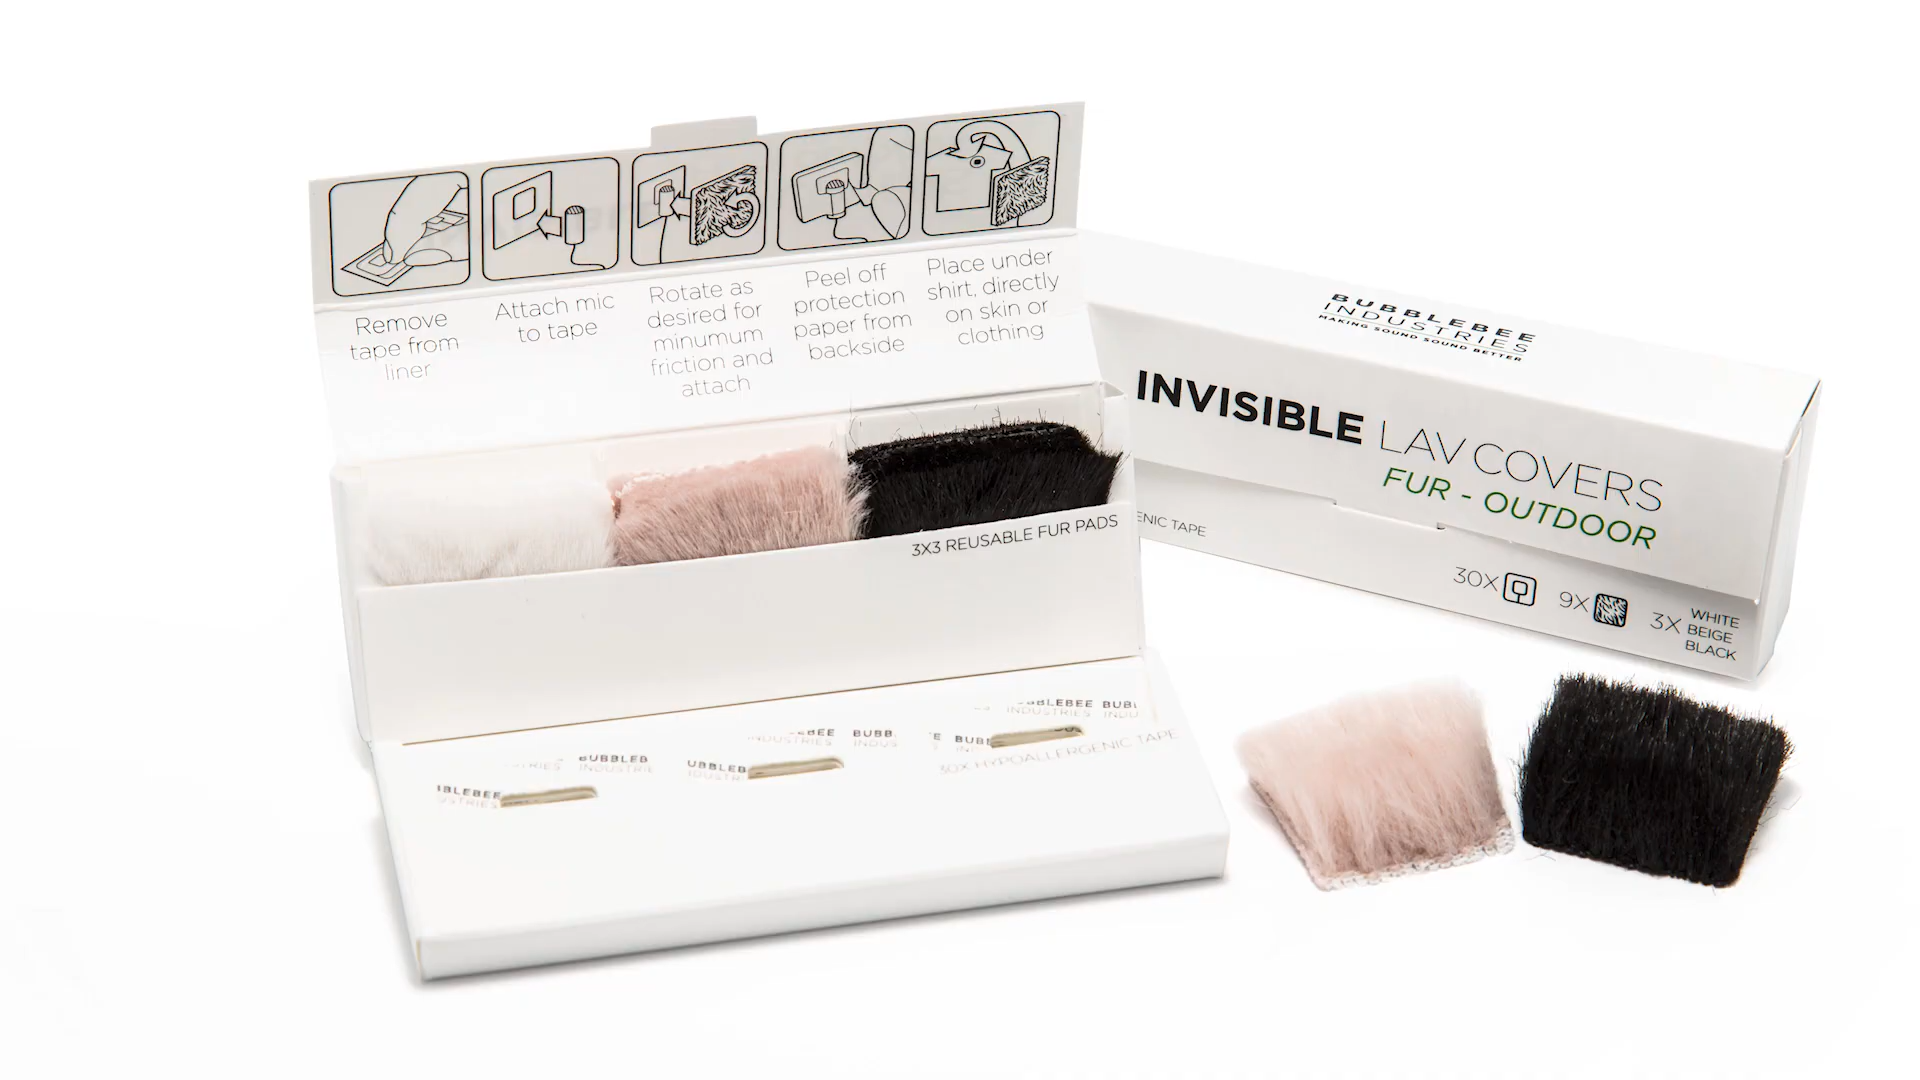 Remove
tape from
liner
Attach mic
to tape
Rotate as
desired for
minumum
friction and
attach
Peel off
protection
paper from
backside
Place under
shirt, directly
on skin or
clothing
3X3 REUSABLE FUR PADS
30X HYPOALLERGENIC TAPE
BUBBLEBEE
INDUSTRIES
MAKING SOUND SOUND BETTER
INVISIBLE LAV COVERS
FUR - OUTDOOR
ENIC TAPE
30X
9X
3X
WHITE
BEIGE
BLACK